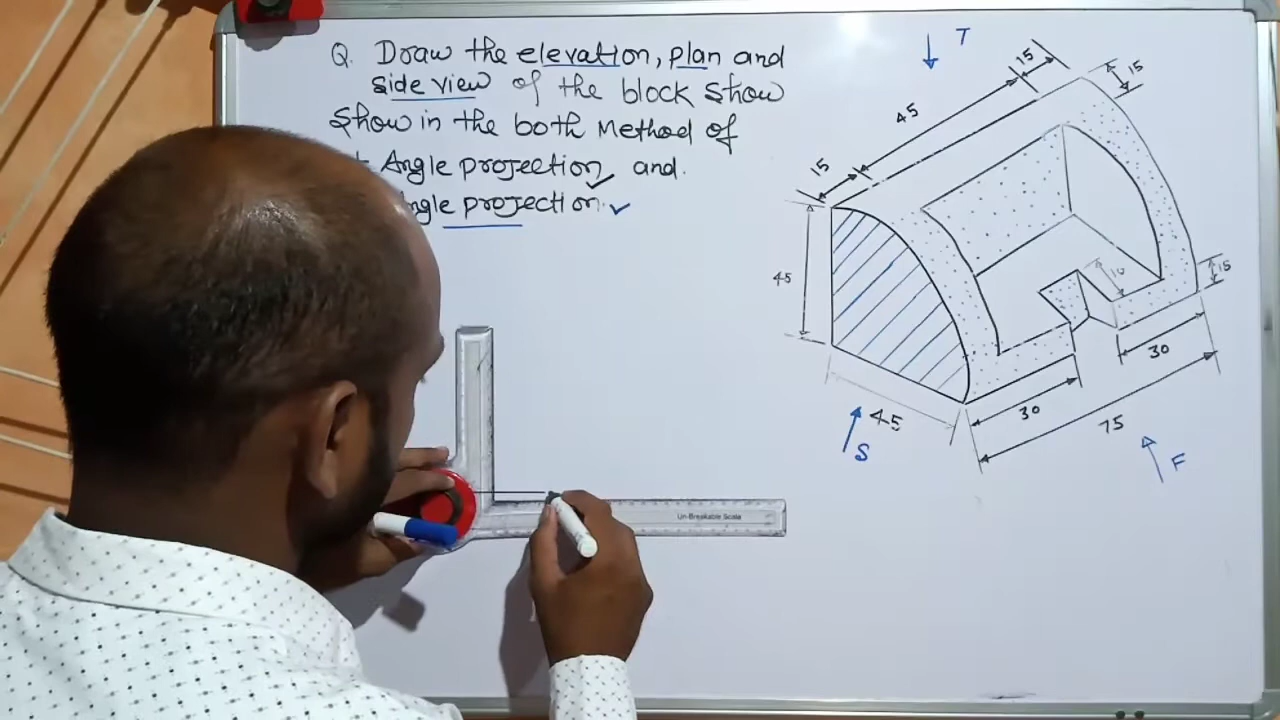 Q. Draw the elevation, plan and
side view of the block show
show in the both Method of
Angle projection and.
ngle projection.
T
15
15
45
15
45
15
10
30
30
75
45
S
F
Un-Breakable Scale